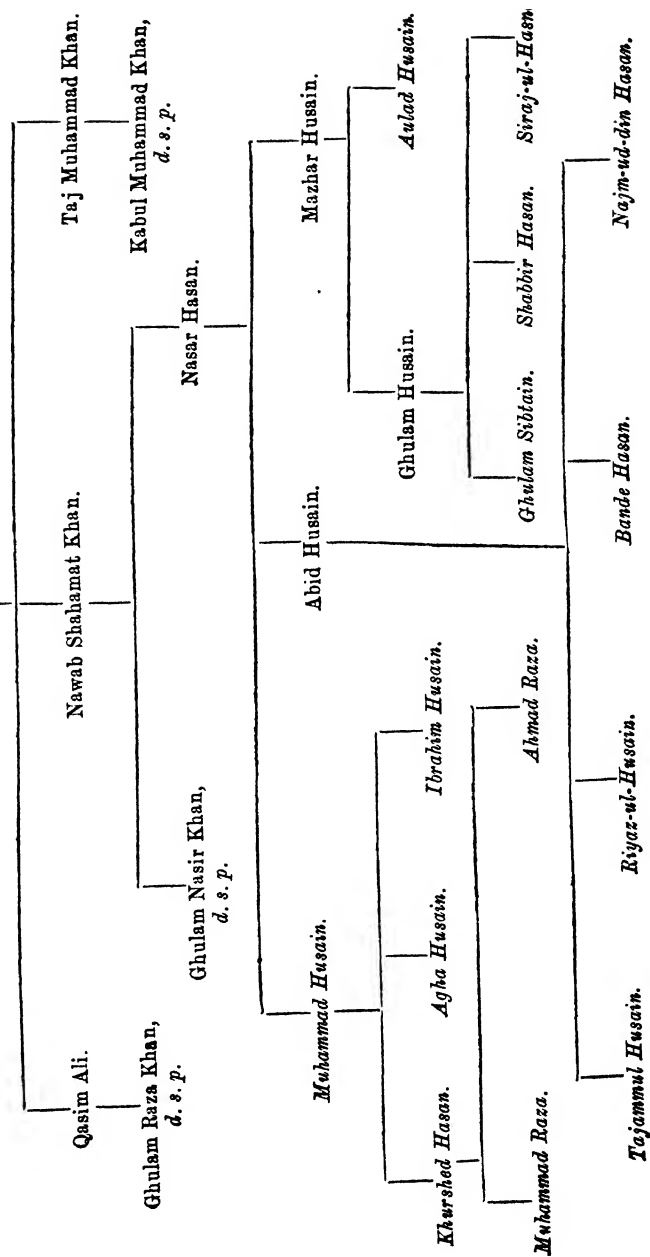 Qasim Ali.
Nawab Shahamat Khan.
Taj Muhammad Khan.
Ghulam Raza Khan,
d. s. p.
Kabul Muhammad Khan,
d. s. p.
Ghulam Nasir Khan,
d. s. p.
Nasar Hasan.
Muhammad Husain.
Abid Husain.
Mazhar Husain.
Khurshed Hasan.
Agha Husain.
Ibrahim Husain.
Ghulam Husain.
Aulad Husain.
Muhammad Raza.
Ahmad Raza.
Ghulam Sibtain.
Shabbir Hasan.
Siraj-ul-Hasn
Tajammul Husain.
Riyaz-ul-Husain.
Bande Hasan.
Najm-ud-din Hasan.